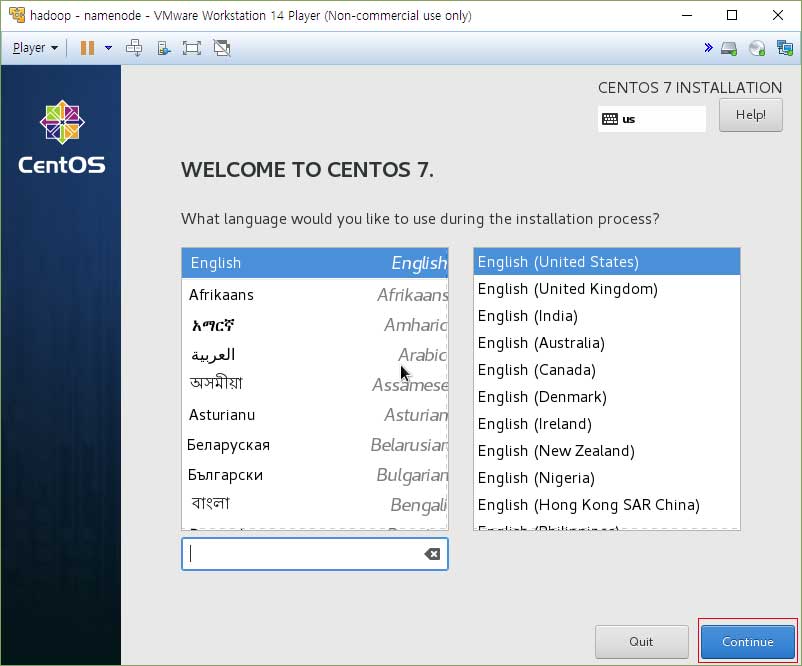 hadoop - namenode - VMware Workstation 14 Player (Non-commercial use only)
Player
CentOS
CENTOS 7 INSTALLATION
us
Help!
WELCOME TO CENTOS 7.
What language would you like to use during the installation process?
English English
Afrikaans Afrikaans
አማርኛ Amharic
العربية Arabic
অসমীয়া Assamese
Asturianu Asturian
Беларуская Belarusian
Български Bulgarian
বাংলা Bengali
English (United States)
English (United Kingdom)
English (India)
English (Australia)
English (Canada)
English (Denmark)
English (Ireland)
English (New Zealand)
English (Nigeria)
English (Hong Kong SAR China)
English (Philippines)
Quit
Continue